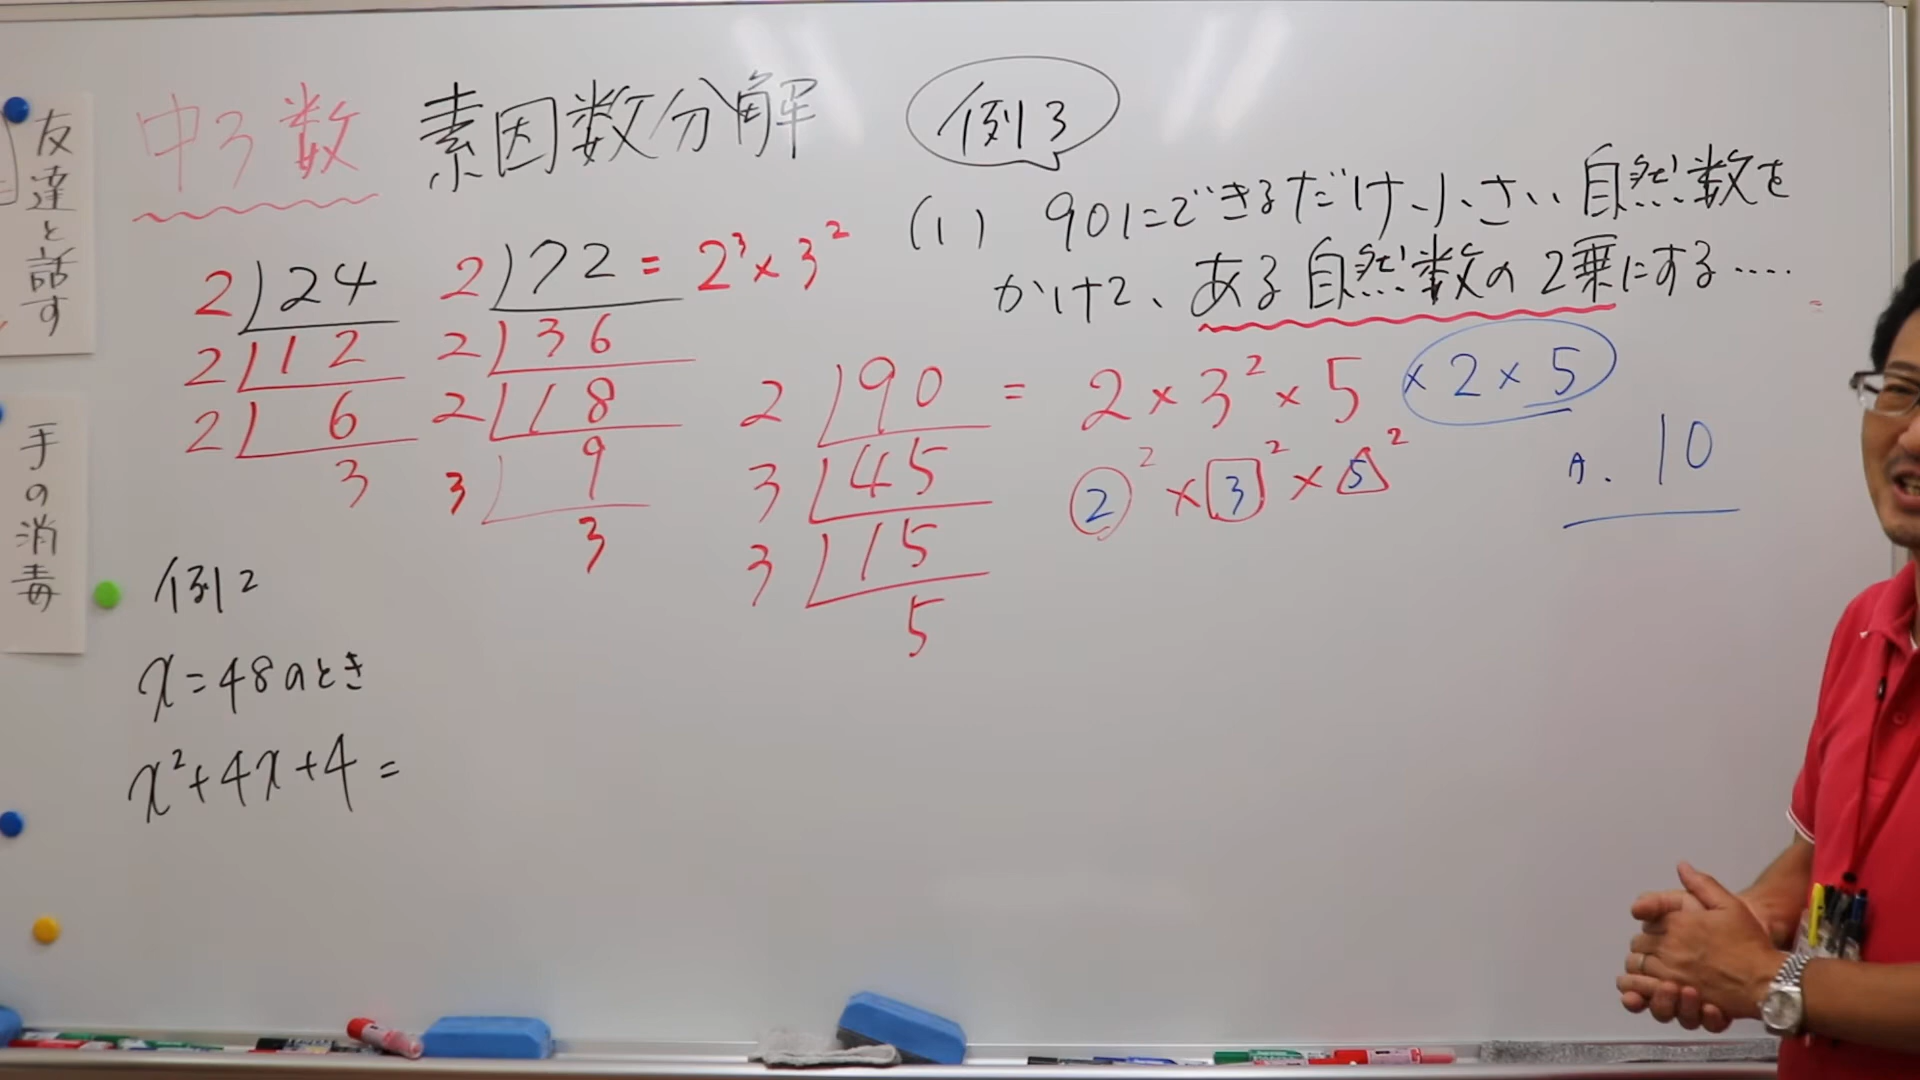 友達と話す
手の消毒
中3数 素因数分解
2)24
2)12
2)6
3
2)72 = 2³×3²
2)36
2)18
3)9
3
例2
x=48のとき
x²+4x+4=
例3
(1) 90にできるだけ小さい自然数を
かけて、ある自然数の2乗にする‥‥
2)90 = 2×3²×5 ×2×5
3)45
3)15
5
2²×3²×5²
A. 10